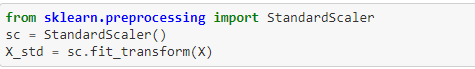 from sklearn.preprocessing import StandardScaler
sc = StandardScaler()
X_std = sc.fit_transform(X)